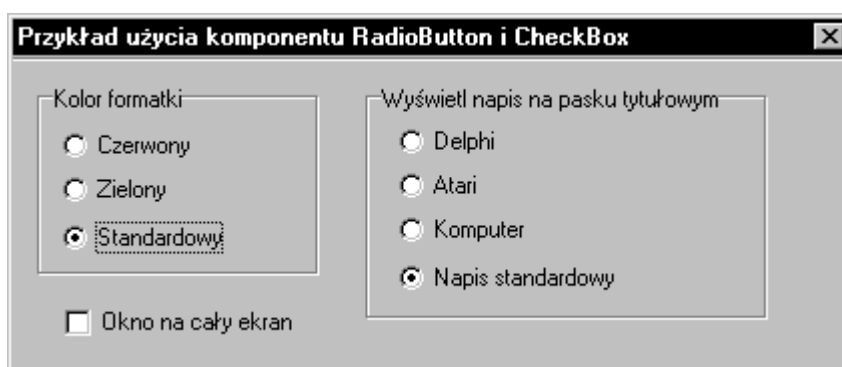 Przykład użycia komponentu RadioButton i CheckBox
Kolor formatki
Czerwony
Zielony
Standardowy
Wyświetl napis na pasku tytułowym
Delphi
Atari
Komputer
Napis standardowy
Okno na cały ekran